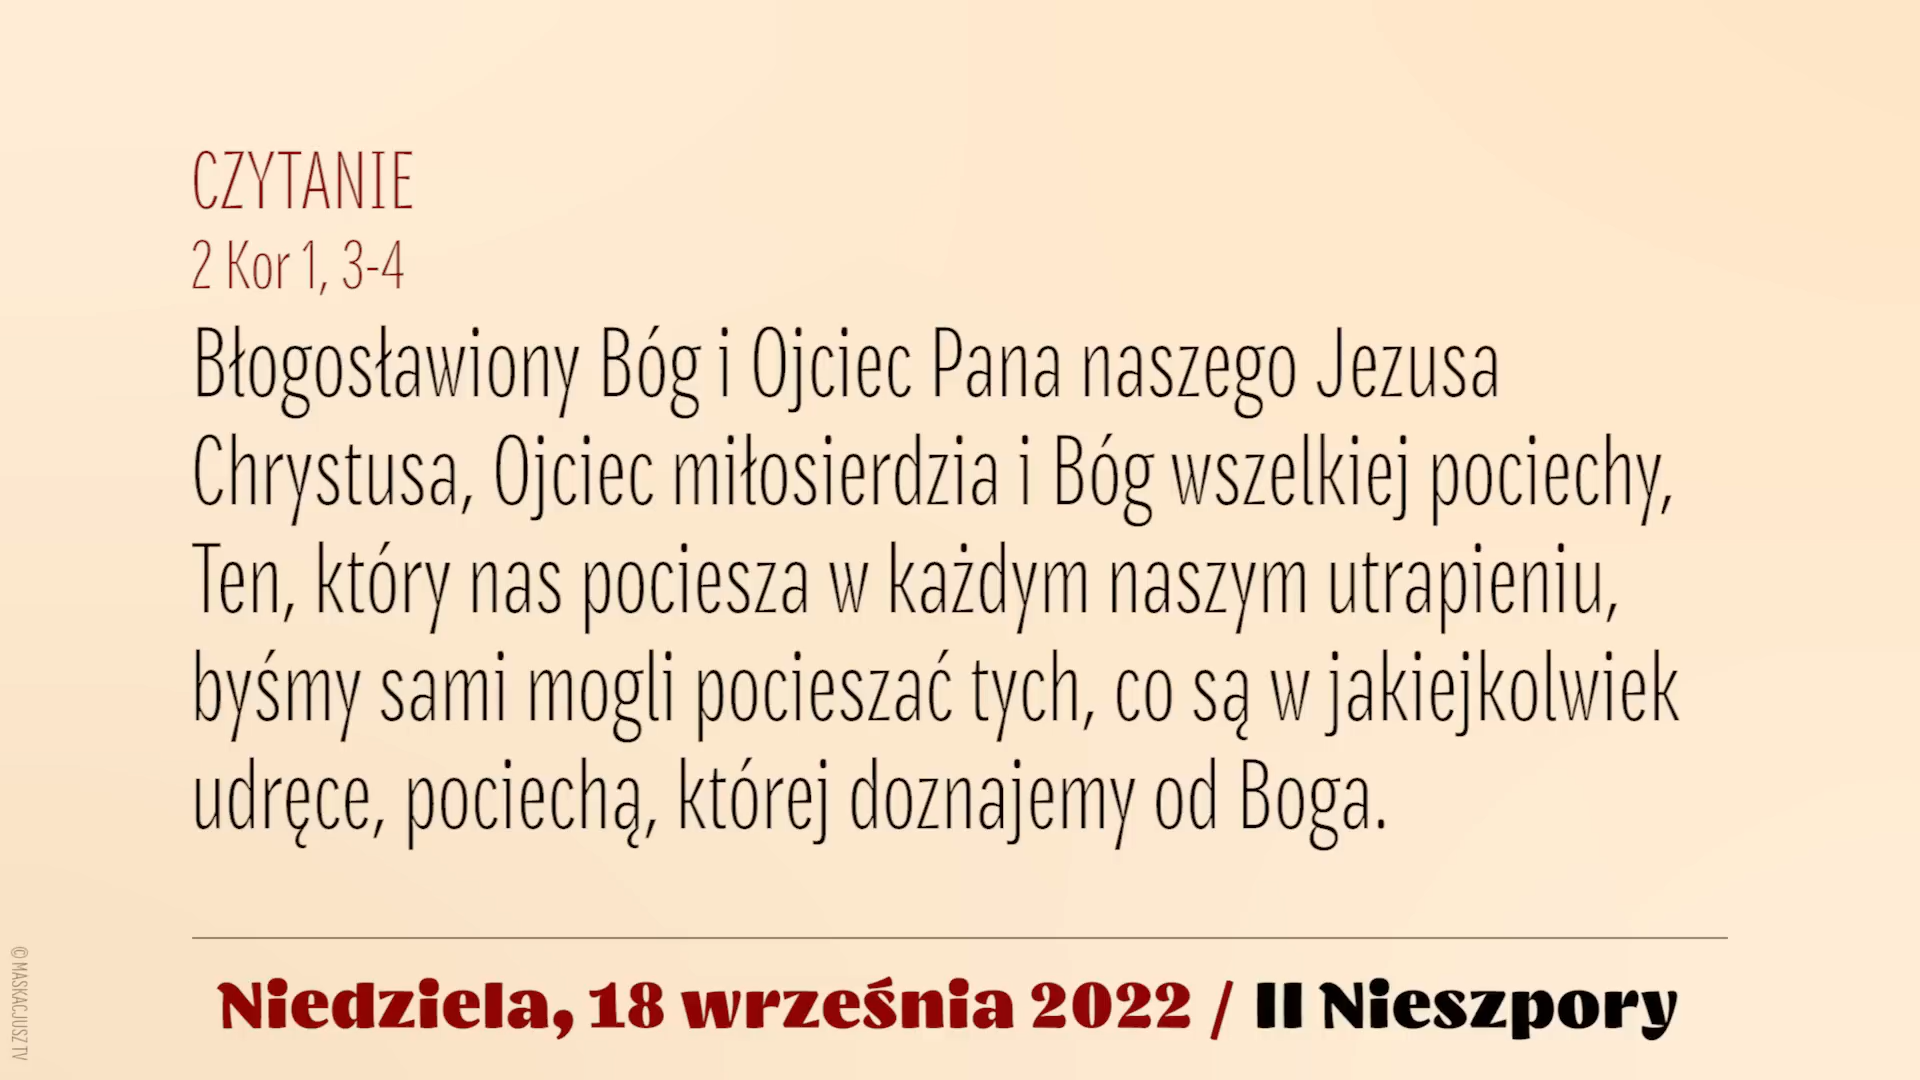 CZYTANIE
2 Kor 1, 3-4
Błogosławiony Bóg i Ojciec Pana naszego Jezusa
Chrystusa, Ojciec miłosierdzia i Bóg wszelkiej pociechy,
Ten, który nas pociesza w każdym naszym utrapieniu,
byśmy sami mogli pocieszać tych, co są w jakiejkolwiek
udręce, pociechą, której doznajemy od Boga.
Niedziela, 18 września 2022 / II Nieszpory
© MASKACJUSZ TV